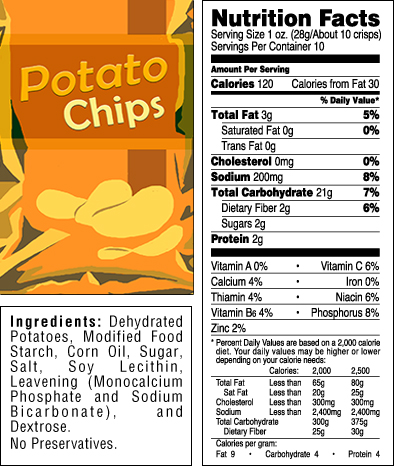 Potato
Chips
Ingredients: Dehydrated
Potatoes, Modified Food
Starch, Corn Oil, Sugar,
Salt, Soy Lecithin,
Leavening (Monocalcium
Phosphate and Sodium
Bicarbonate), and
Dextrose.
No Preservatives.
Nutrition Facts
Serving Size 1 oz. (28g/About 10 crisps)
Servings Per Container 10
Amount Per Serving
Calories 120 Calories from Fat 30
% Daily Value*
Total Fat 3g 5%
Saturated Fat 0g 0%
Trans Fat 0g
Cholesterol 0mg 0%
Sodium 200mg 8%
Total Carbohydrate 21g 7%
Dietary Fiber 2g 6%
Sugars 2g
Protein 2g
Vitamin A 0% • Vitamin C 6%
Calcium 4% • Iron 0%
Thiamin 4% • Niacin 6%
Vitamin B6 4% • Phosphorus 8%
Zinc 2%
* Percent Daily Values are based on a 2,000 calorie
diet. Your daily values may be higher or lower
depending on your calorie needs:
Calories: 2,000 2,500
Total Fat Less than 65g 80g
Sat Fat Less than 20g 25g
Cholesterol Less than 300mg 300mg
Sodium Less than 2,400mg 2,400mg
Total Carbohydrate 300g 375g
Dietary Fiber 25g 30g
Calories per gram:
Fat 9 • Carbohydrate 4 • Protein 4